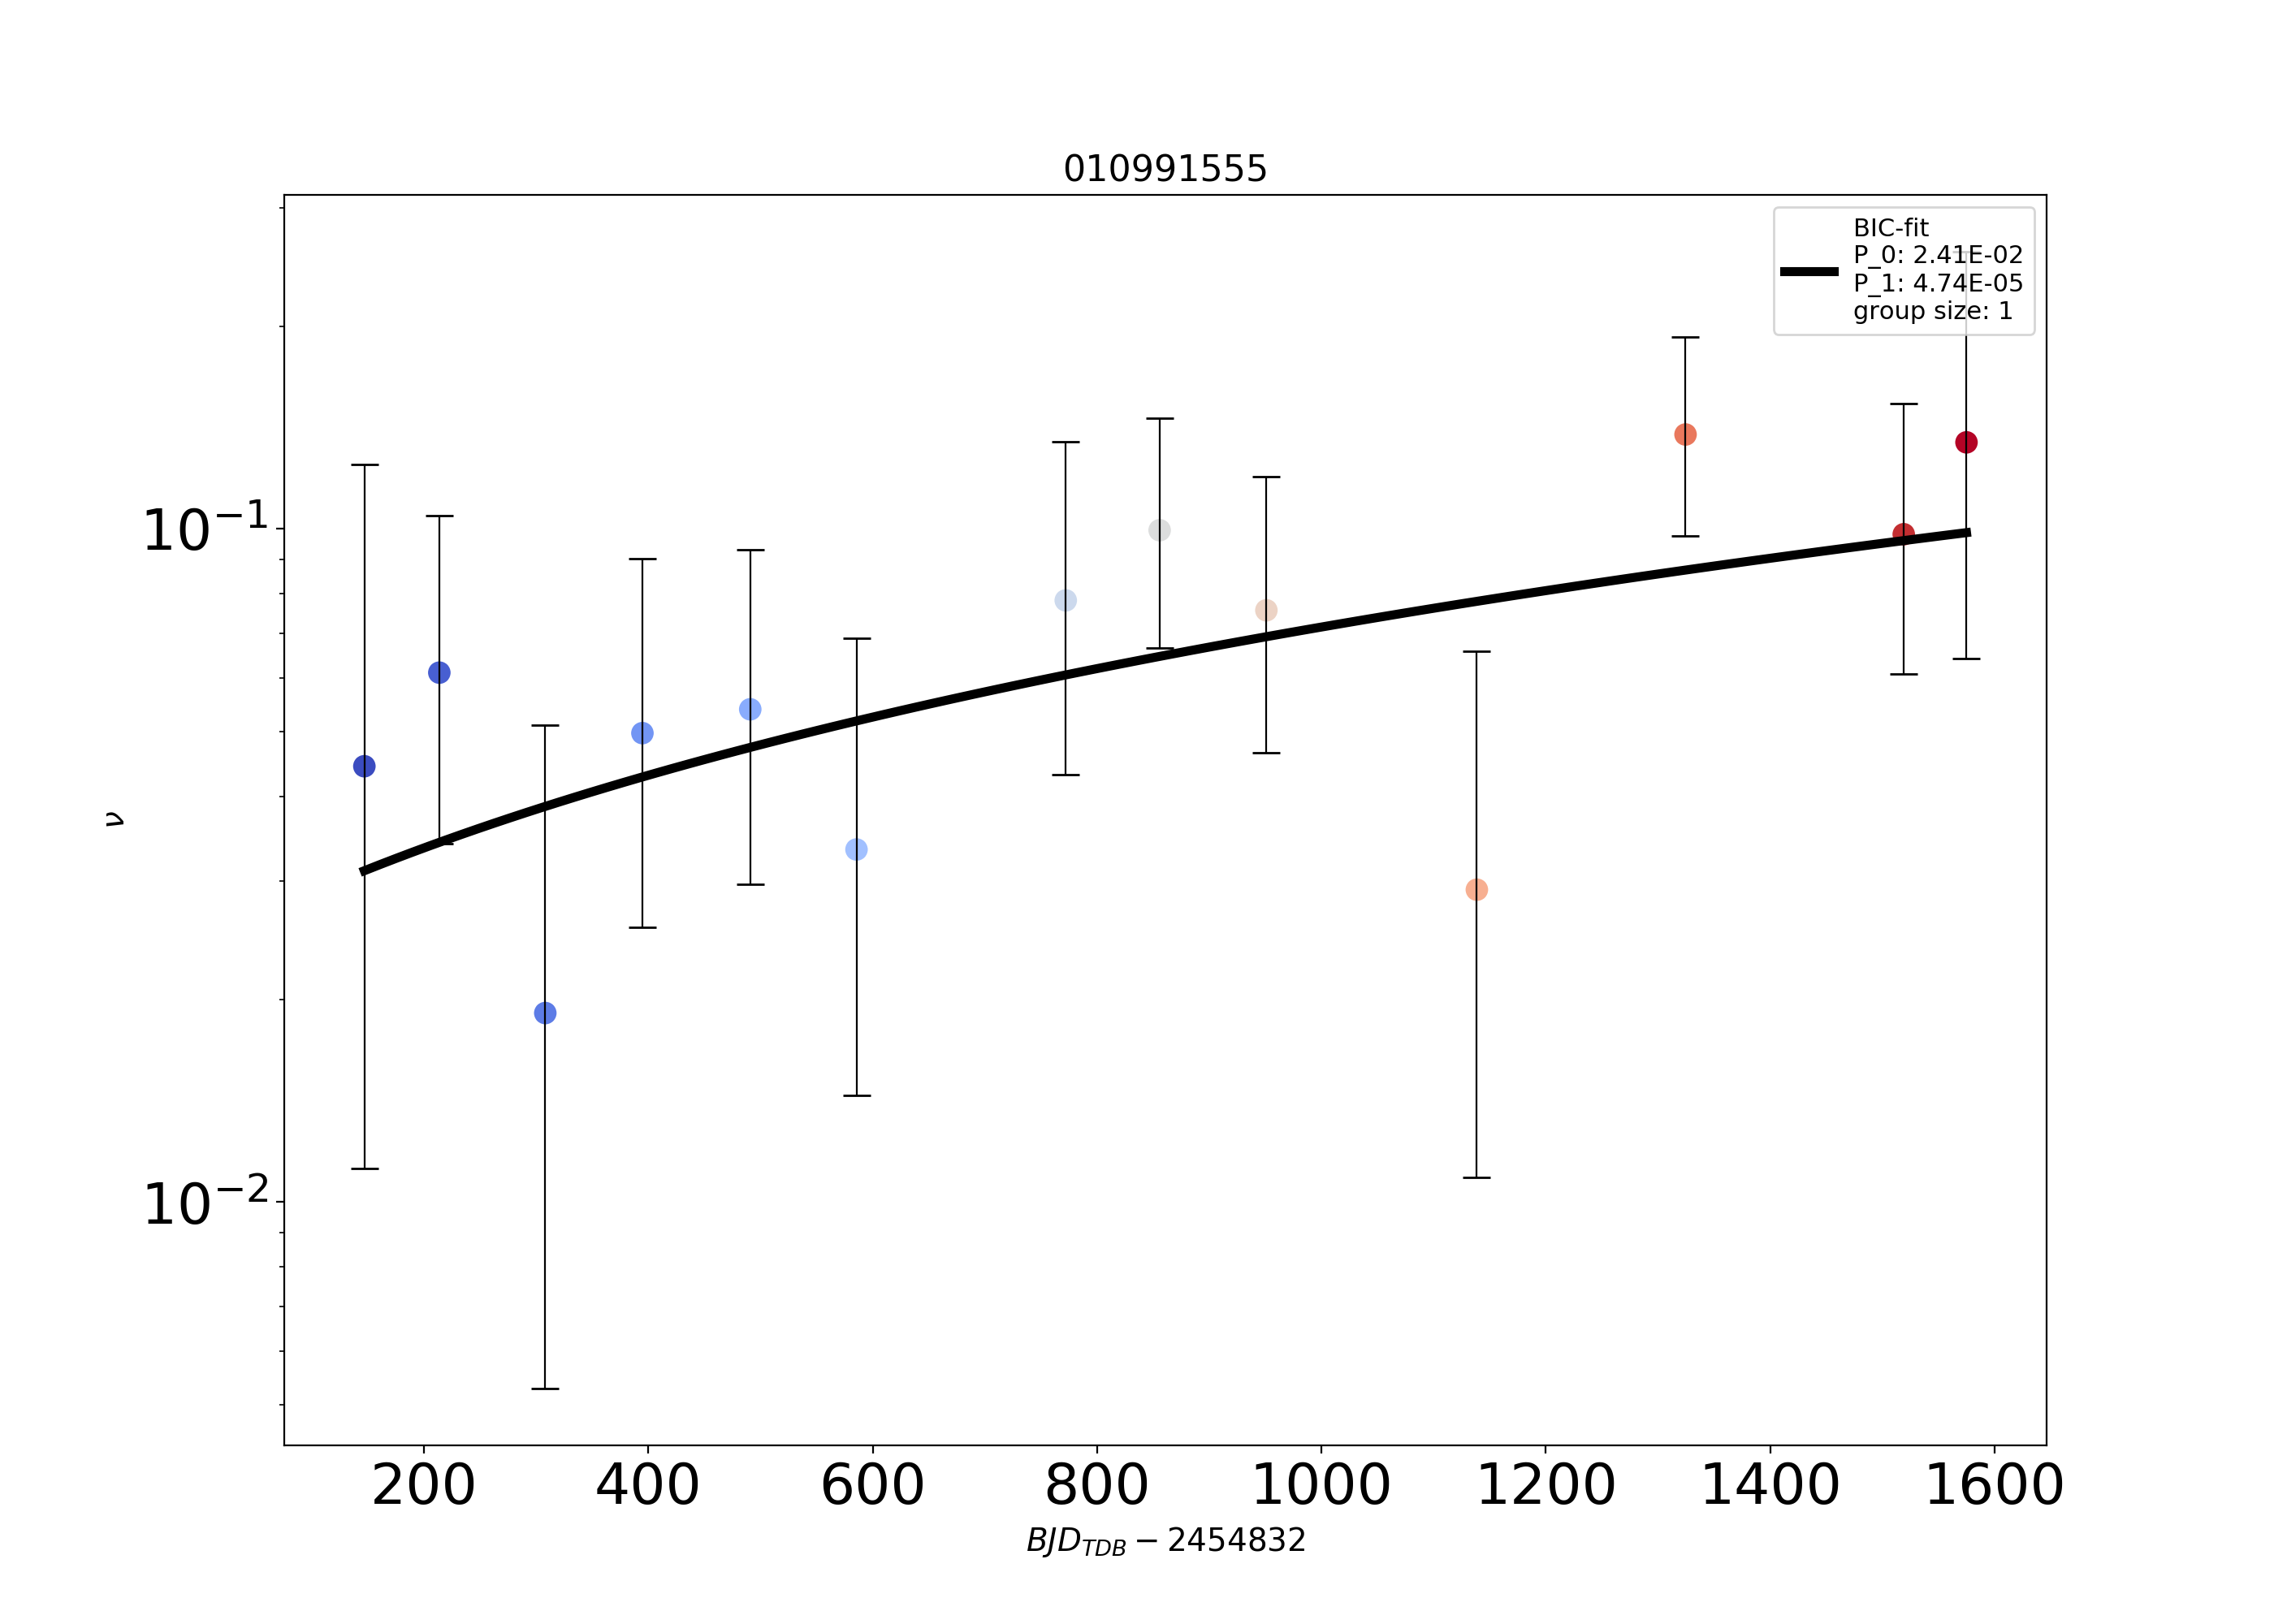 010991555
BIC-fit
P_0: 2.41E-02
P_1: 4.74E-05
group size: 1
10⁻¹
10⁻²
ν
200 400 600 800 1000 1200 1400 1600
BJD_TDB − 2454832